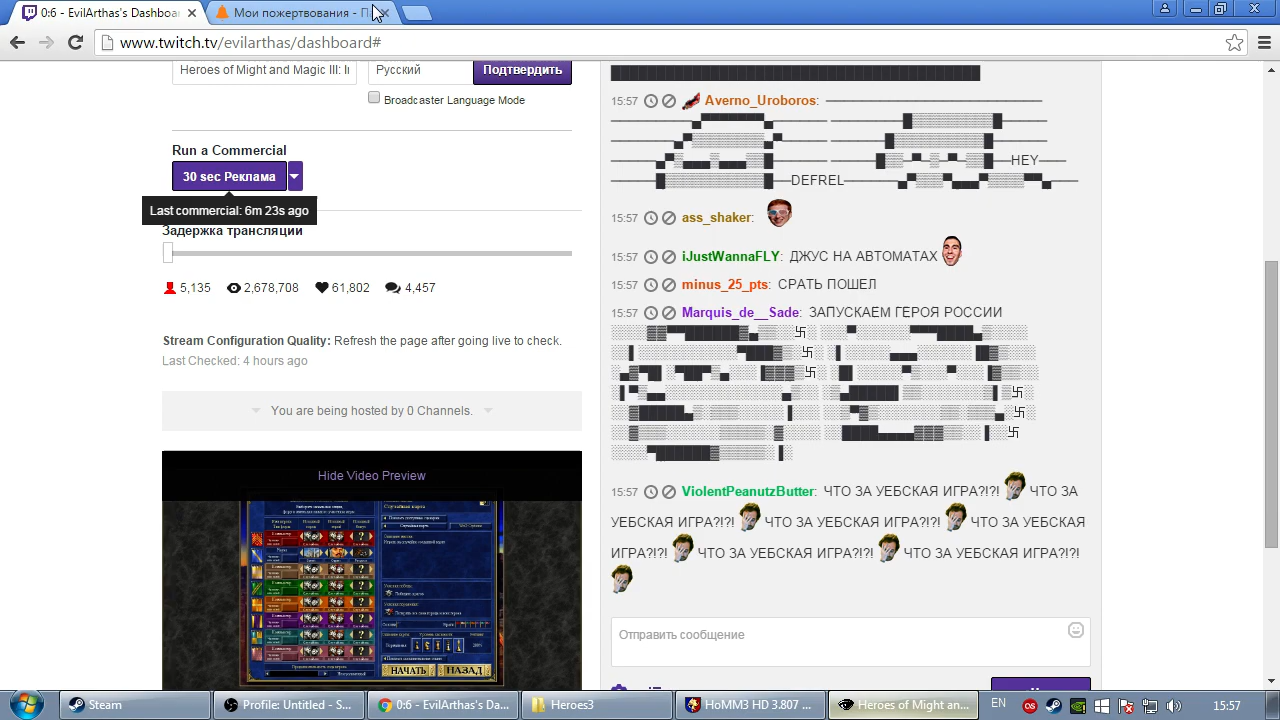 0:6 - EvilArthas's Dashboa
Мои пожертвования - П
www.twitch.tv/evilarthas/dashboard#
Heroes of Might and Magic III:
Русский
Подтвердить
Broadcaster Language Mode
Run a Commercial
30 sec Реклама
Last commercial: 6m 23s ago
Задержка трансляции
5,135 2,678,708 61,802 4,457
Stream Configuration Quality: Refresh the page after going live to check.
Last Checked: 4 hours ago
You are being hosted by 0 Channels.
Hide Video Preview
НАЧАТЬ
НАЗАД
15:57 Averno_Uroboros:
HEY
DEFREL
15:57 ass_shaker:
15:57 iJustWannaFLY: ДЖУС НА АВТОМАТАХ
15:57 minus_25_pts: СРАТЬ ПОШЕЛ
15:57 Marquis_de__Sade: ЗАПУСКАЕМ ГЕРОЯ РОССИИ
15:57 ViolentPeanutzButter: ЧТО ЗА УЕБСКАЯ ИГРА?!?! ЧТО ЗА
УЕБСКАЯ ИГРА?!?! ЧТО ЗА УЕБСКАЯ ИГРА?!?! ЧТО ЗА УЕБСКАЯ
ИГРА?!?! ЧТО ЗА УЕБСКАЯ ИГРА?!?! ЧТО ЗА УЕБСКАЯ ИГРА?!?!
Отправить сообщение
Steam
Profile: Untitled - S...
0:6 - EvilArthas's Da...
Heroes3
HoMM3 HD 3.807 ...
Heroes of Might an...
EN
15:57